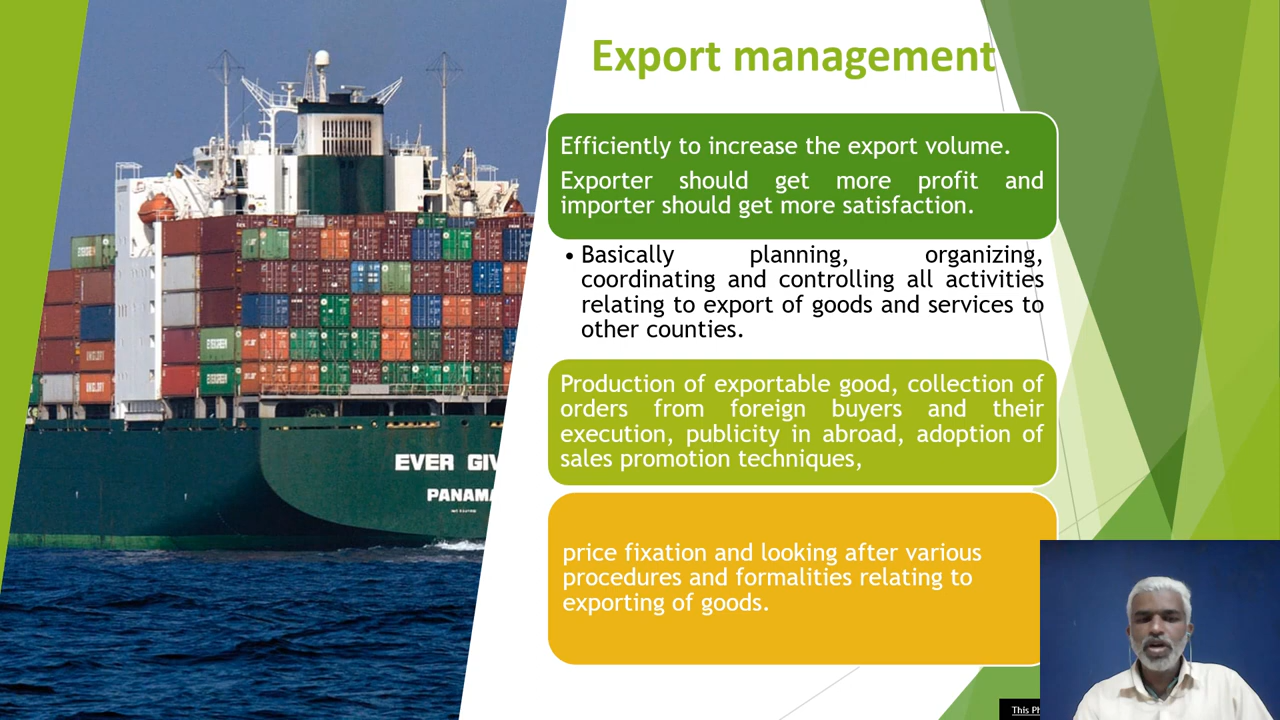 Export management
Efficiently to increase the export volume.
Exporter should get more profit and
importer should get more satisfaction.
• Basically planning, organizing,
coordinating and controlling all activities
relating to export of goods and services to
other counties.
Production of exportable good, collection of
orders from foreign buyers and their
execution, publicity in abroad, adoption of
sales promotion techniques,
price fixation and looking after various
procedures and formalities relating to
exporting of goods.
EVER GIV
PANAMA
This Ph